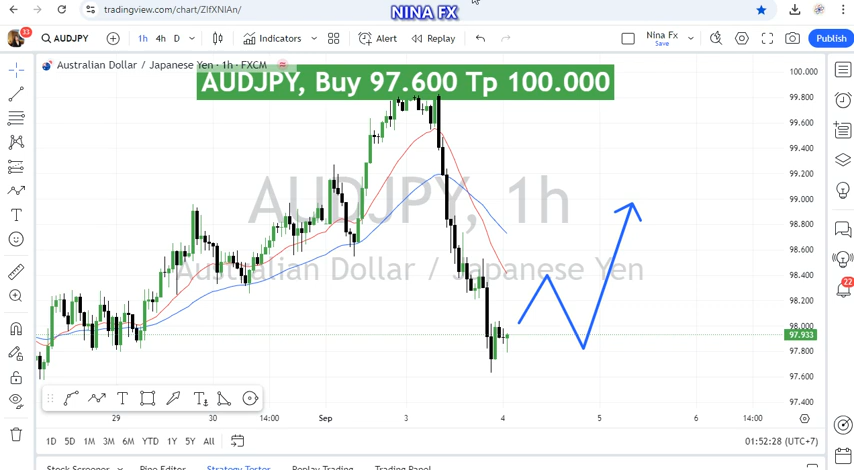 tradingview.com/chart/ZIfXNIAn/
NINA FX
33
AUDJPY
1h 4h D
Indicators
Alert
Replay
Nina Fx
Save
Publish
Australian Dollar / Japanese Yen · 1h · FXCM
AUDJPY, Buy 97.600 Tp 100.000
AUDJPY, 1h
Australian Dollar / Japanese Yen
100.000
99.800
99.600
99.400
99.200
99.000
98.800
98.600
98.400
98.200
98.000
97.933
97.800
97.600
97.400
22
29 30 14:00 Sep 3 4 5 6 14:00
1D 5D 1M 3M 6M YTD 1Y 5Y All
01:52:28 (UTC+7)
Stock Screener Pine Editor Strategy Tester Replay Trading Trading Panel